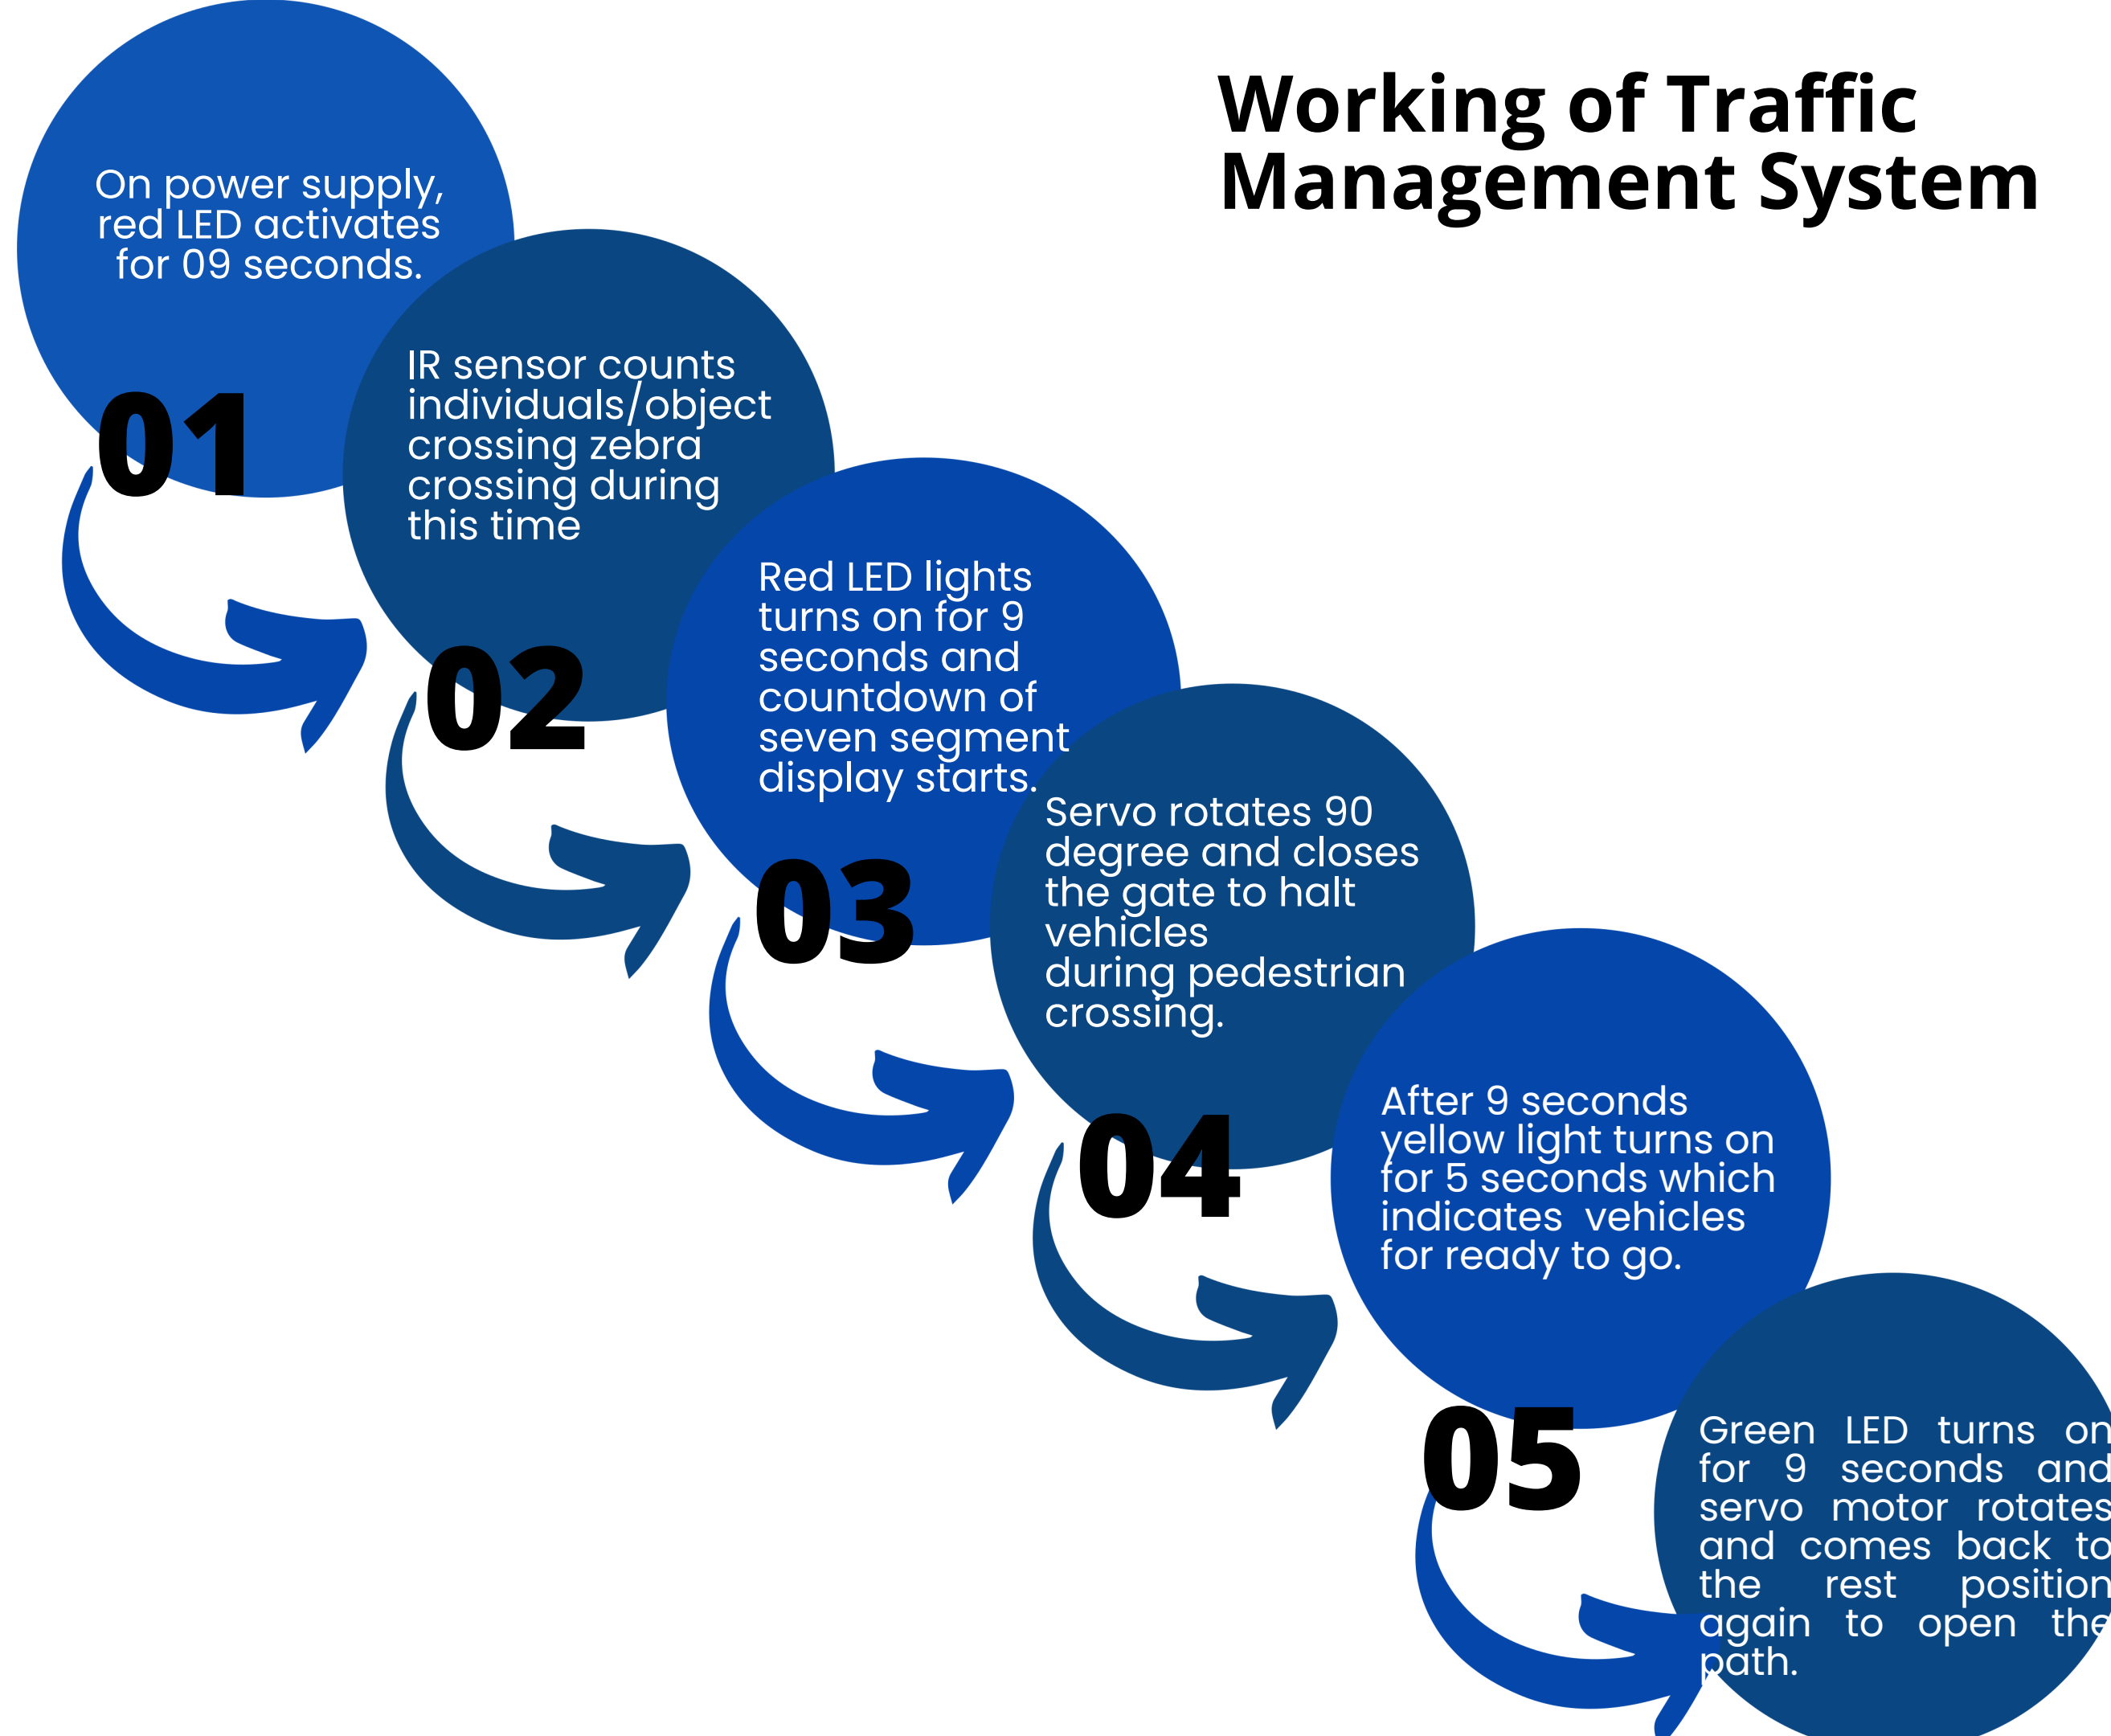 Working of Traffic
Management System
On power supply,
red LED activates
for 09 seconds.
01
IR sensor counts
individuals/object
crossing zebra
crossing during
this time
02
Red LED lights
turns on for 9
seconds and
countdown of
seven segment
display starts.
03
Servo rotates 90
degree and closes
the gate to halt
vehicles
during pedestrian
crossing.
04
After 9 seconds
yellow light turns on
for 5 seconds which
indicates  vehicles
for ready to go.
05
Green LED turns on
for 9 seconds and
servo motor rotates
and comes back to
the rest position
again to open the
path.